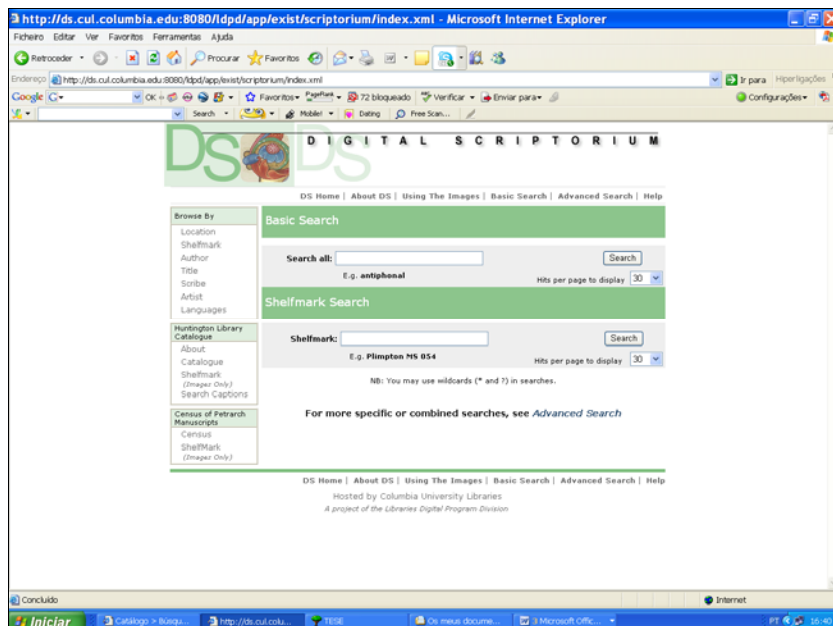 http://ds.cul.columbia.edu:8080/ldpd/app/exist/scriptorium/index.xml - Microsoft Internet Explorer
Ficheiro Editar Ver Favoritos Ferramentas Ajuda
Retroceder Procurar Favoritos
Endereço http://ds.cul.columbia.edu:8080/ldpd/app/exist/scriptorium/index.xml Ir para Hiperligações
Google G OK Favoritos PageRank 72 bloqueado Verificar Enviar para Configurações
Search Mobile! Dating Free Scan...
DS DS DIGITAL SCRIPTORIUM
DS Home | About DS | Using The Images | Basic Search | Advanced Search | Help
Browse By
Location
Shelfmark
Author
Title
Scribe
Artist
Languages
Huntington Library
Catalogue
About
Catalogue
Shelfmark
(Images Only)
Search Captions
Census of Petrarch
Manuscripts
Census
ShelfMark
(Images Only)
Basic Search
Search all: Search
E.g. antiphonal Hits per page to display 30
Shelfmark Search
Shelfmark: Search
E.g. Plimpton MS 054 Hits per page to display 30
NB: You may use wildcards (* and ?) in searches.
For more specific or combined searches, see Advanced Search
DS Home | About DS | Using The Images | Basic Search | Advanced Search | Help
Hosted by Columbia University Libraries
A project of the Libraries Digital Program Division
Concluído Internet
Iniciar Catálogo > Búsqu... http://ds.cul.colu... TESE Os meus docume... 3 Microsoft Offic... PT 16:40